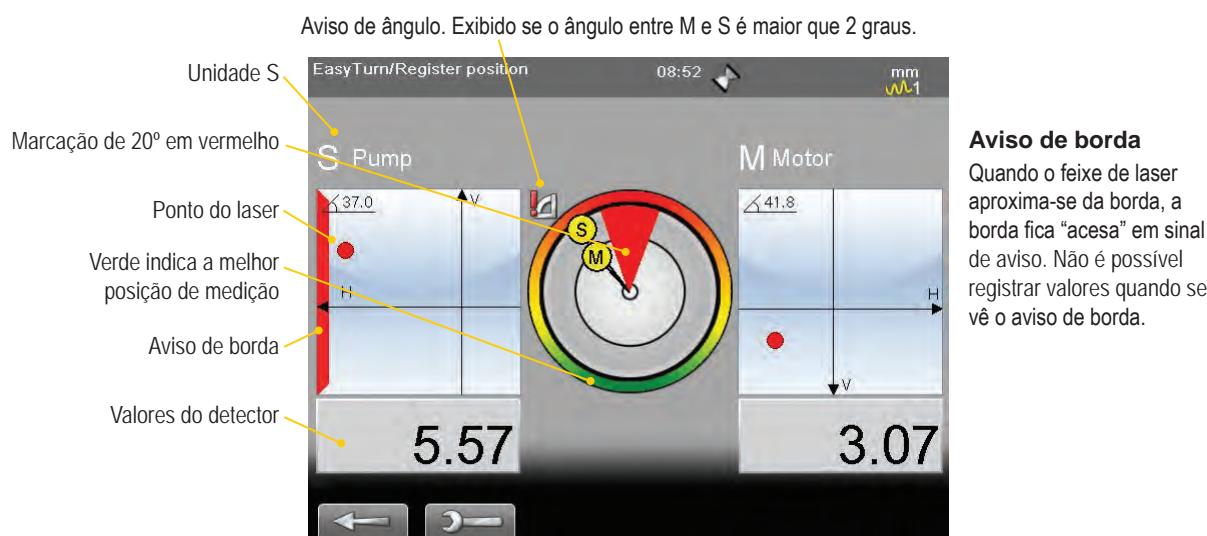 Aviso de ângulo. Exibido se o ângulo entre M e S é maior que 2 graus.
Unidade S
Marcação de 20º em vermelho
Ponto do laser
Verde indica a melhor
posição de medição
Aviso de borda
Valores do detector
EasyTurn/Register position
08:52
mm
1
S Pump
M Motor
37.0
V
H
S
M
41.8
H
V
5.57
3.07
Aviso de borda
Quando o feixe de laser
aproxima-se da borda, a
borda fica “acesa” em sinal
de aviso. Não é possível
registrar valores quando se
vê o aviso de borda.